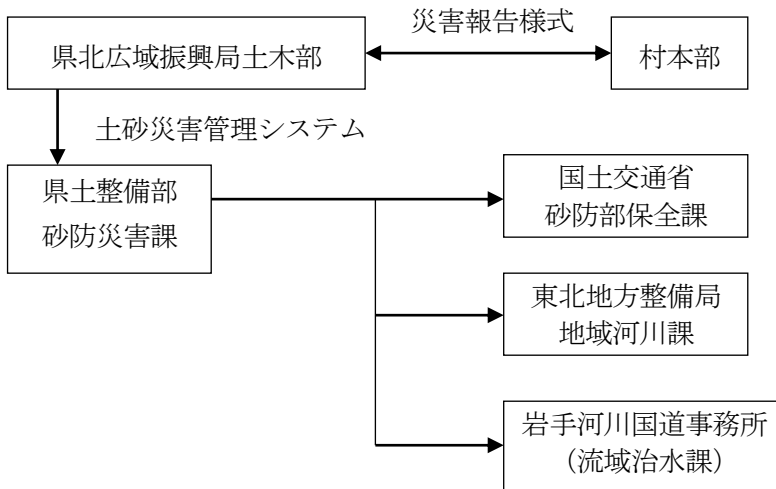 災害報告様式
県北広域振興局土木部
村本部
土砂災害管理システム
県土整備部
砂防災害課
国土交通省
砂防部保全課
東北地方整備局
地域河川課
岩手河川国道事務所
(流域治水課)